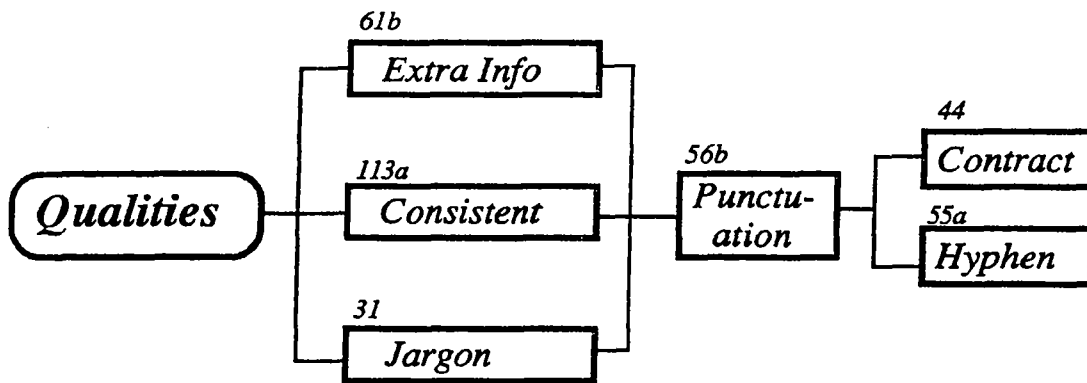 61b
Extra Info
113a
Consistent
31
Jargon
Qualities
56b
Punctu-
ation
44
Contract
55a
Hyphen